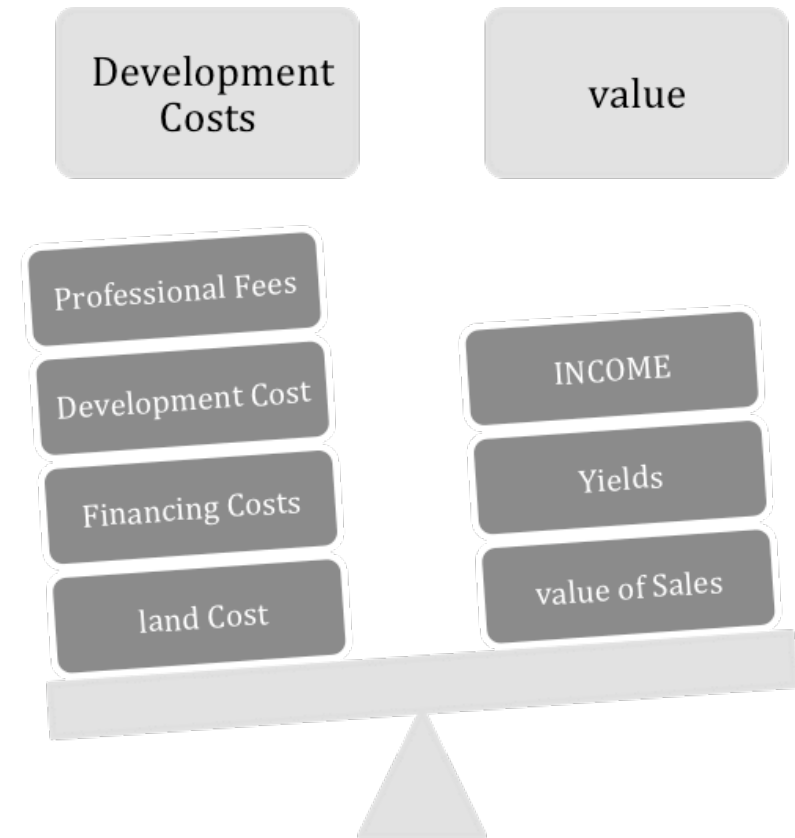 Development
Costs
value
Professional Fees
Development Cost
Financing Costs
land Cost
INCOME
Yields
value of Sales